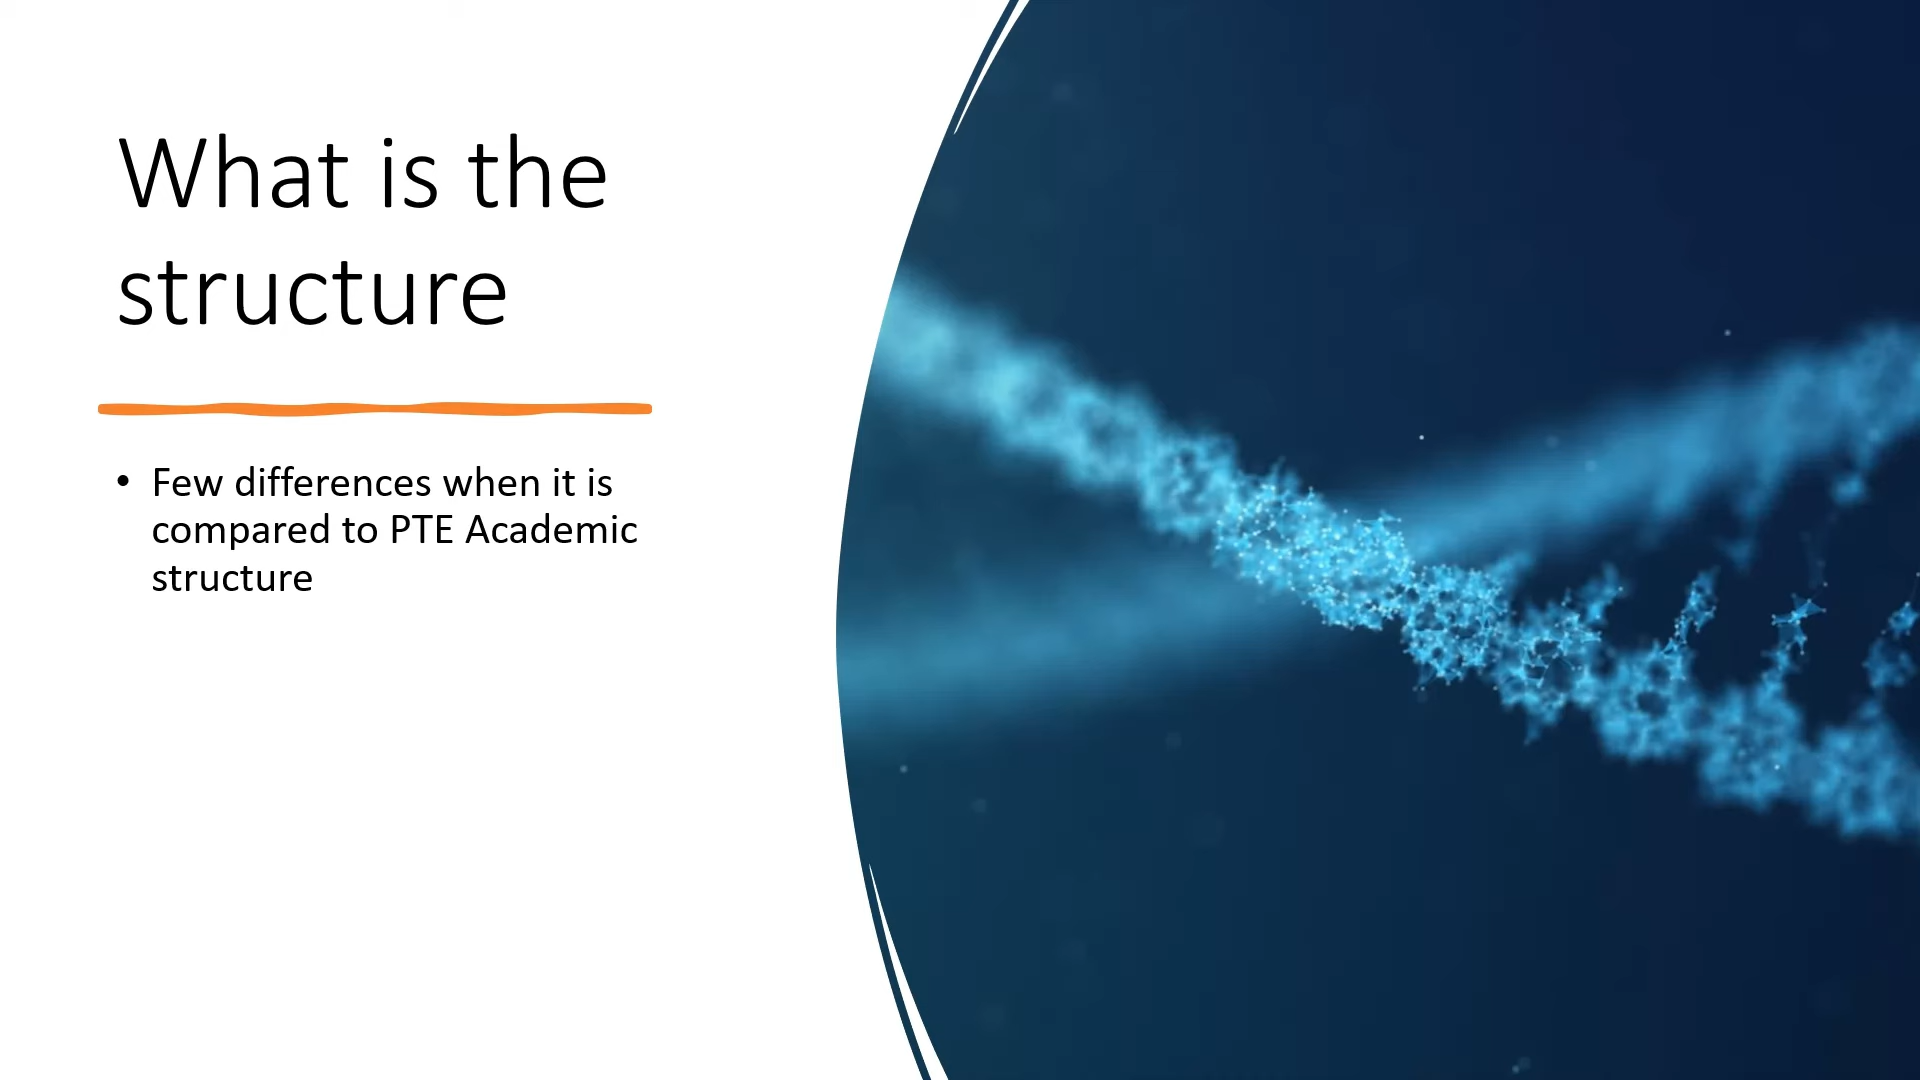 What is the
structure
• Few differences when it is
compared to PTE Academic
structure